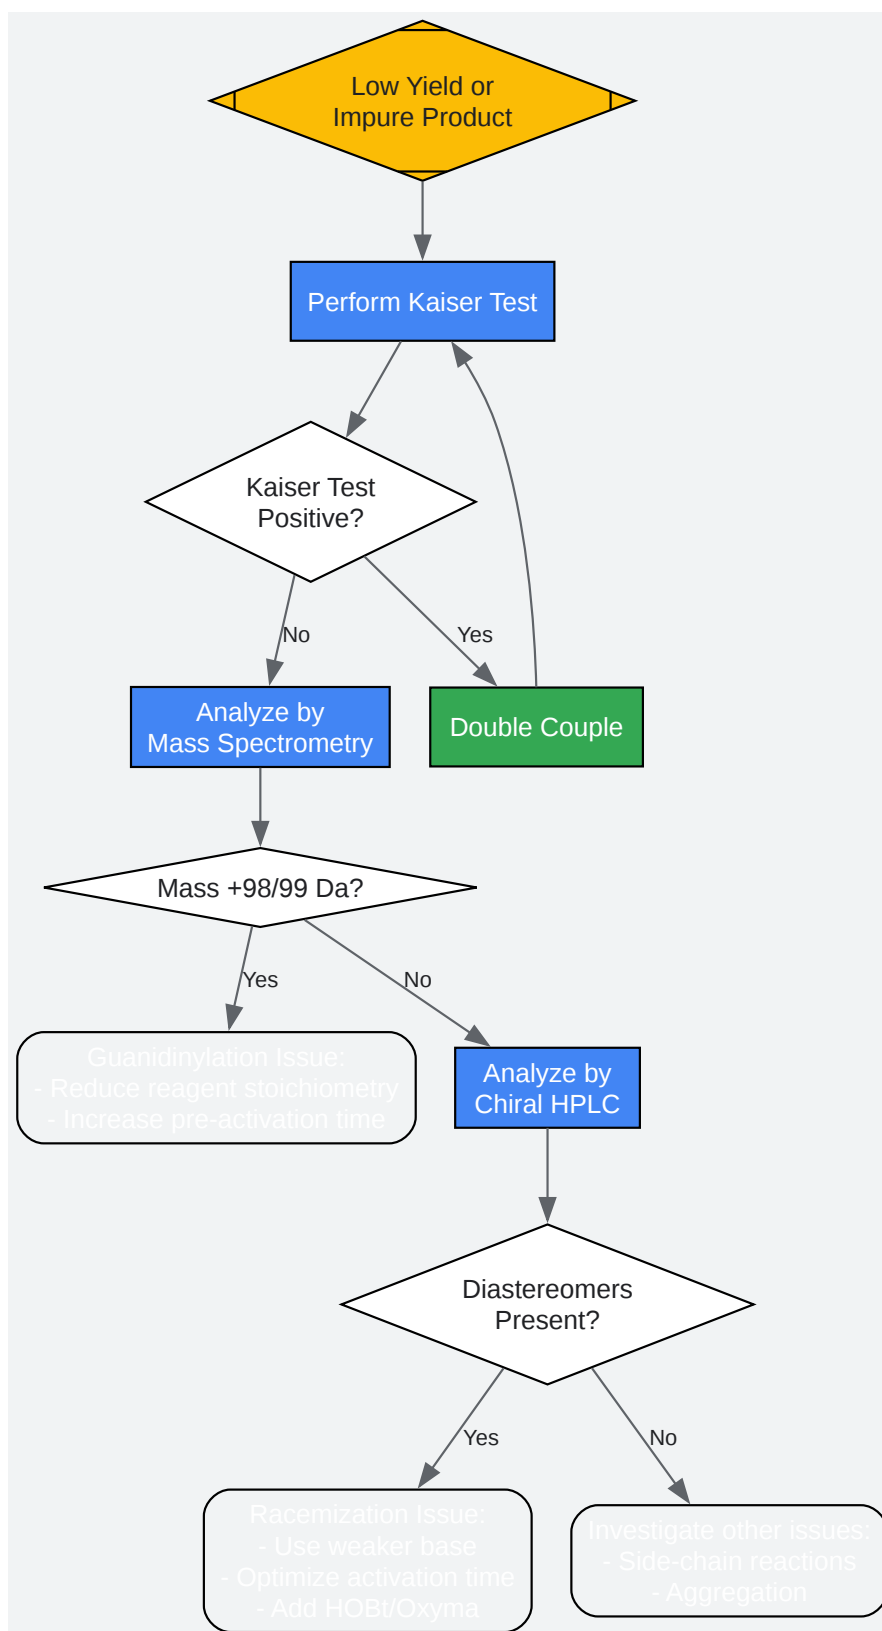 Low Yield or
Impure Product
Perform Kaiser Test
Kaiser Test
Positive?
No
Yes
Analyze by
Mass Spectrometry
Double Couple
Mass +98/99 Da?
Yes
No
Guanidinylation Issue:
- Reduce reagent stoichiometry
- Increase pre-activation time
Analyze by
Chiral HPLC
Diastereomers
Present?
Yes
No
Racemization Issue:
- Use weaker base
- Optimize activation time
- Add HOBt/Oxyma
Investigate other issues:
- Side-chain reactions
- Aggregation